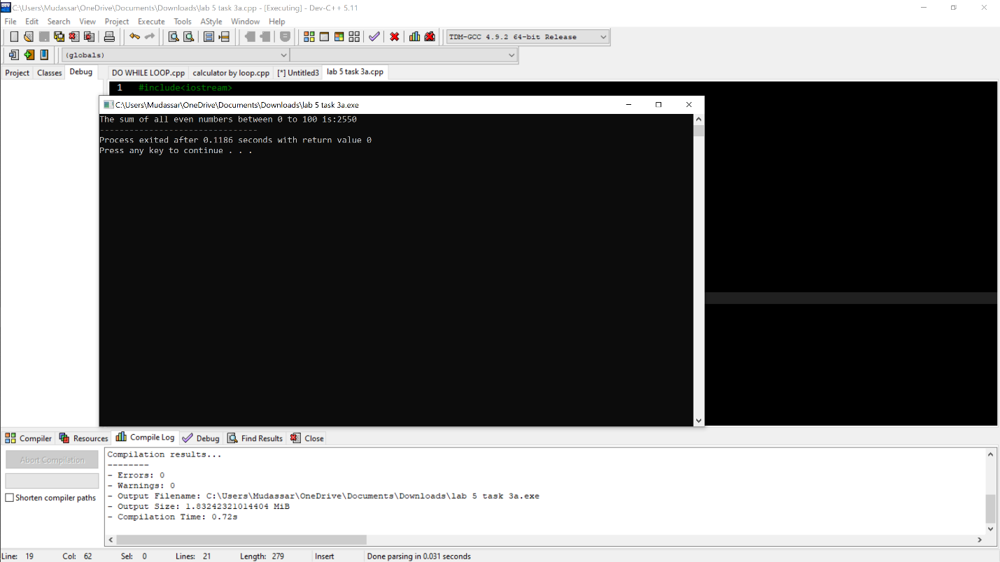 C:\Users\Mudassar\OneDrive\Documents\Downloads\lab 5 task 3a.cpp - [Executing] - Dev-C++ 5.11
File Edit Search View Project Execute Tools AStyle Window Help
TDM-GCC 4.9.2 64-bit Release
(globals)
Project Classes Debug DO WHILE LOOP.cpp calculator by loop.cpp [*] Untitled3 lab 5 task 3a.cpp
1 #include<iostream>
C:\Users\Mudassar\OneDrive\Documents\Downloads\lab 5 task 3a.exe
The sum of all even numbers between 0 to 100 is:2550
--------------------------------
Process exited after 0.1186 seconds with return value 0
Press any key to continue . . .
Compiler Resources Compile Log Debug Find Results Close
Abort Compilation
Shorten compiler paths
Compilation results...
--------
- Errors: 0
- Warnings: 0
- Output Filename: C:\Users\Mudassar\OneDrive\Documents\Downloads\lab 5 task 3a.exe
- Output Size: 1.83242321014404 MiB
- Compilation Time: 0.72s
Line: 19 Col: 62 Sel: 0 Lines: 21 Length: 279 Insert Done parsing in 0.031 seconds